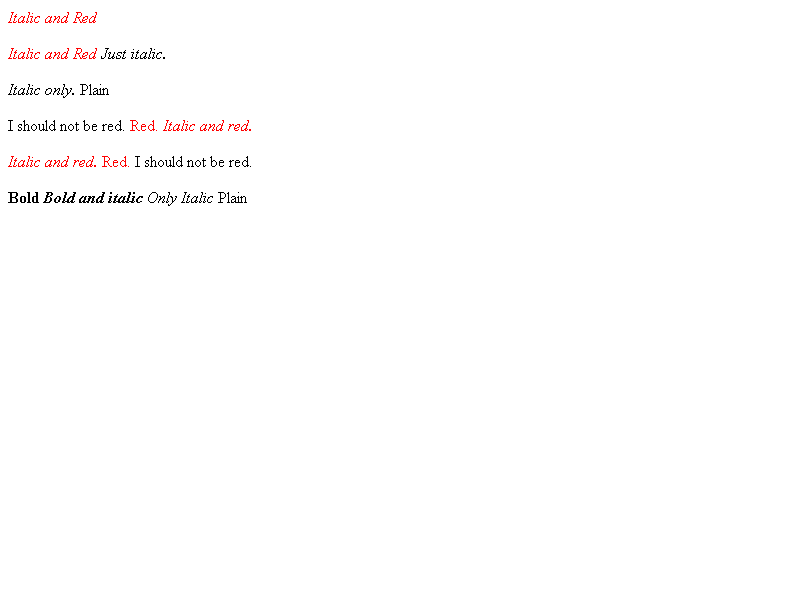 Italic and Red
Italic and Red Just italic.
Italic only. Plain
I should not be red. Red. Italic and red.
Italic and red. Red. I should not be red.
Bold Bold and italic Only Italic Plain